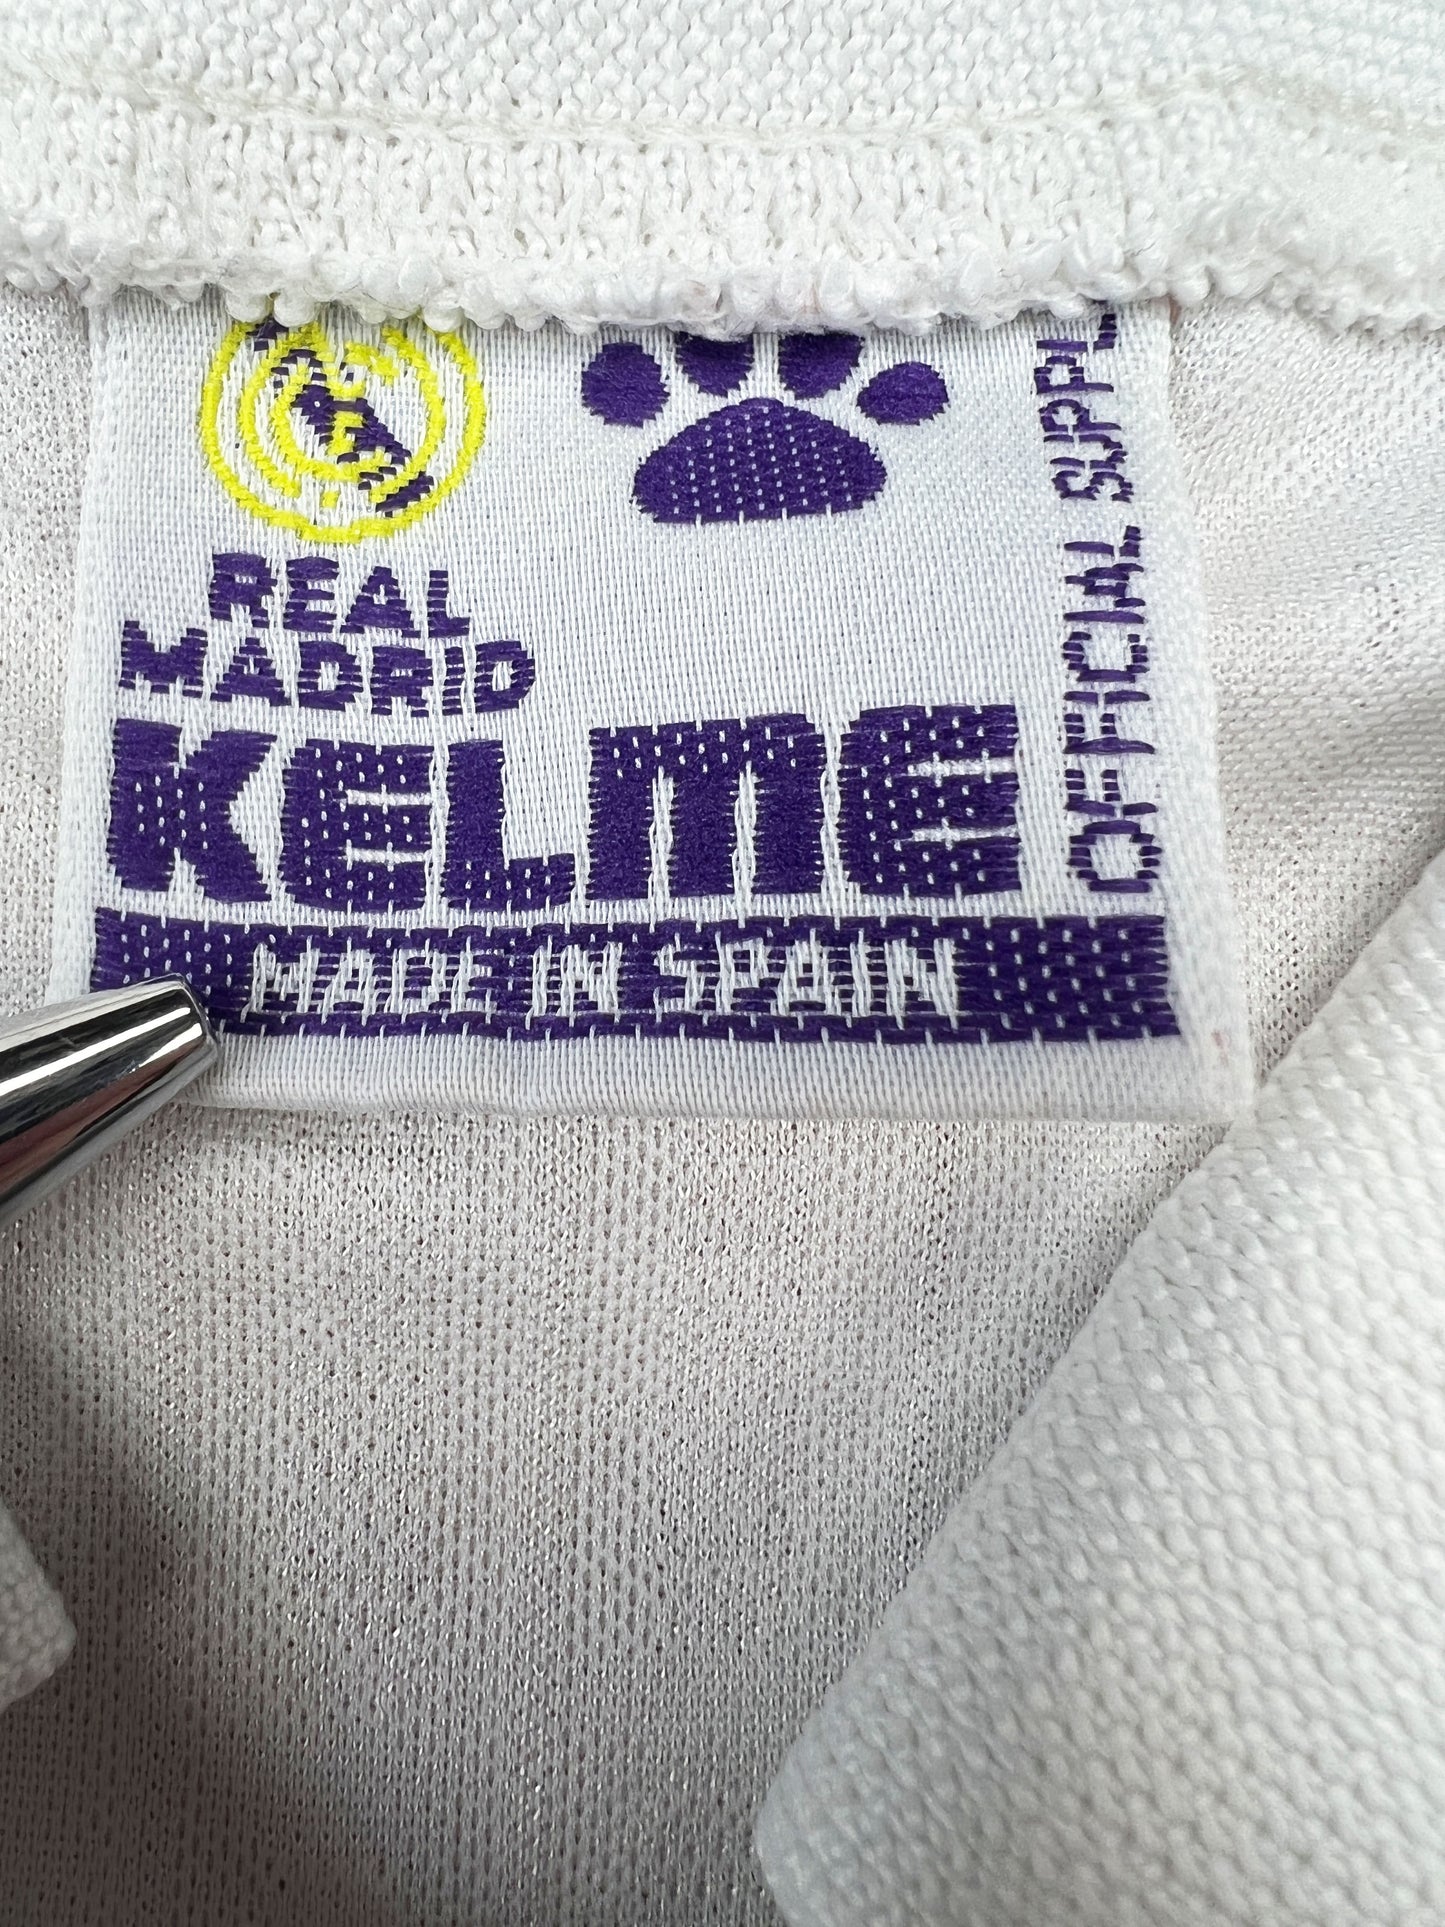 REAL
MADRID
KELME
MADE IN SPAIN
OFFICIAL SUPPL